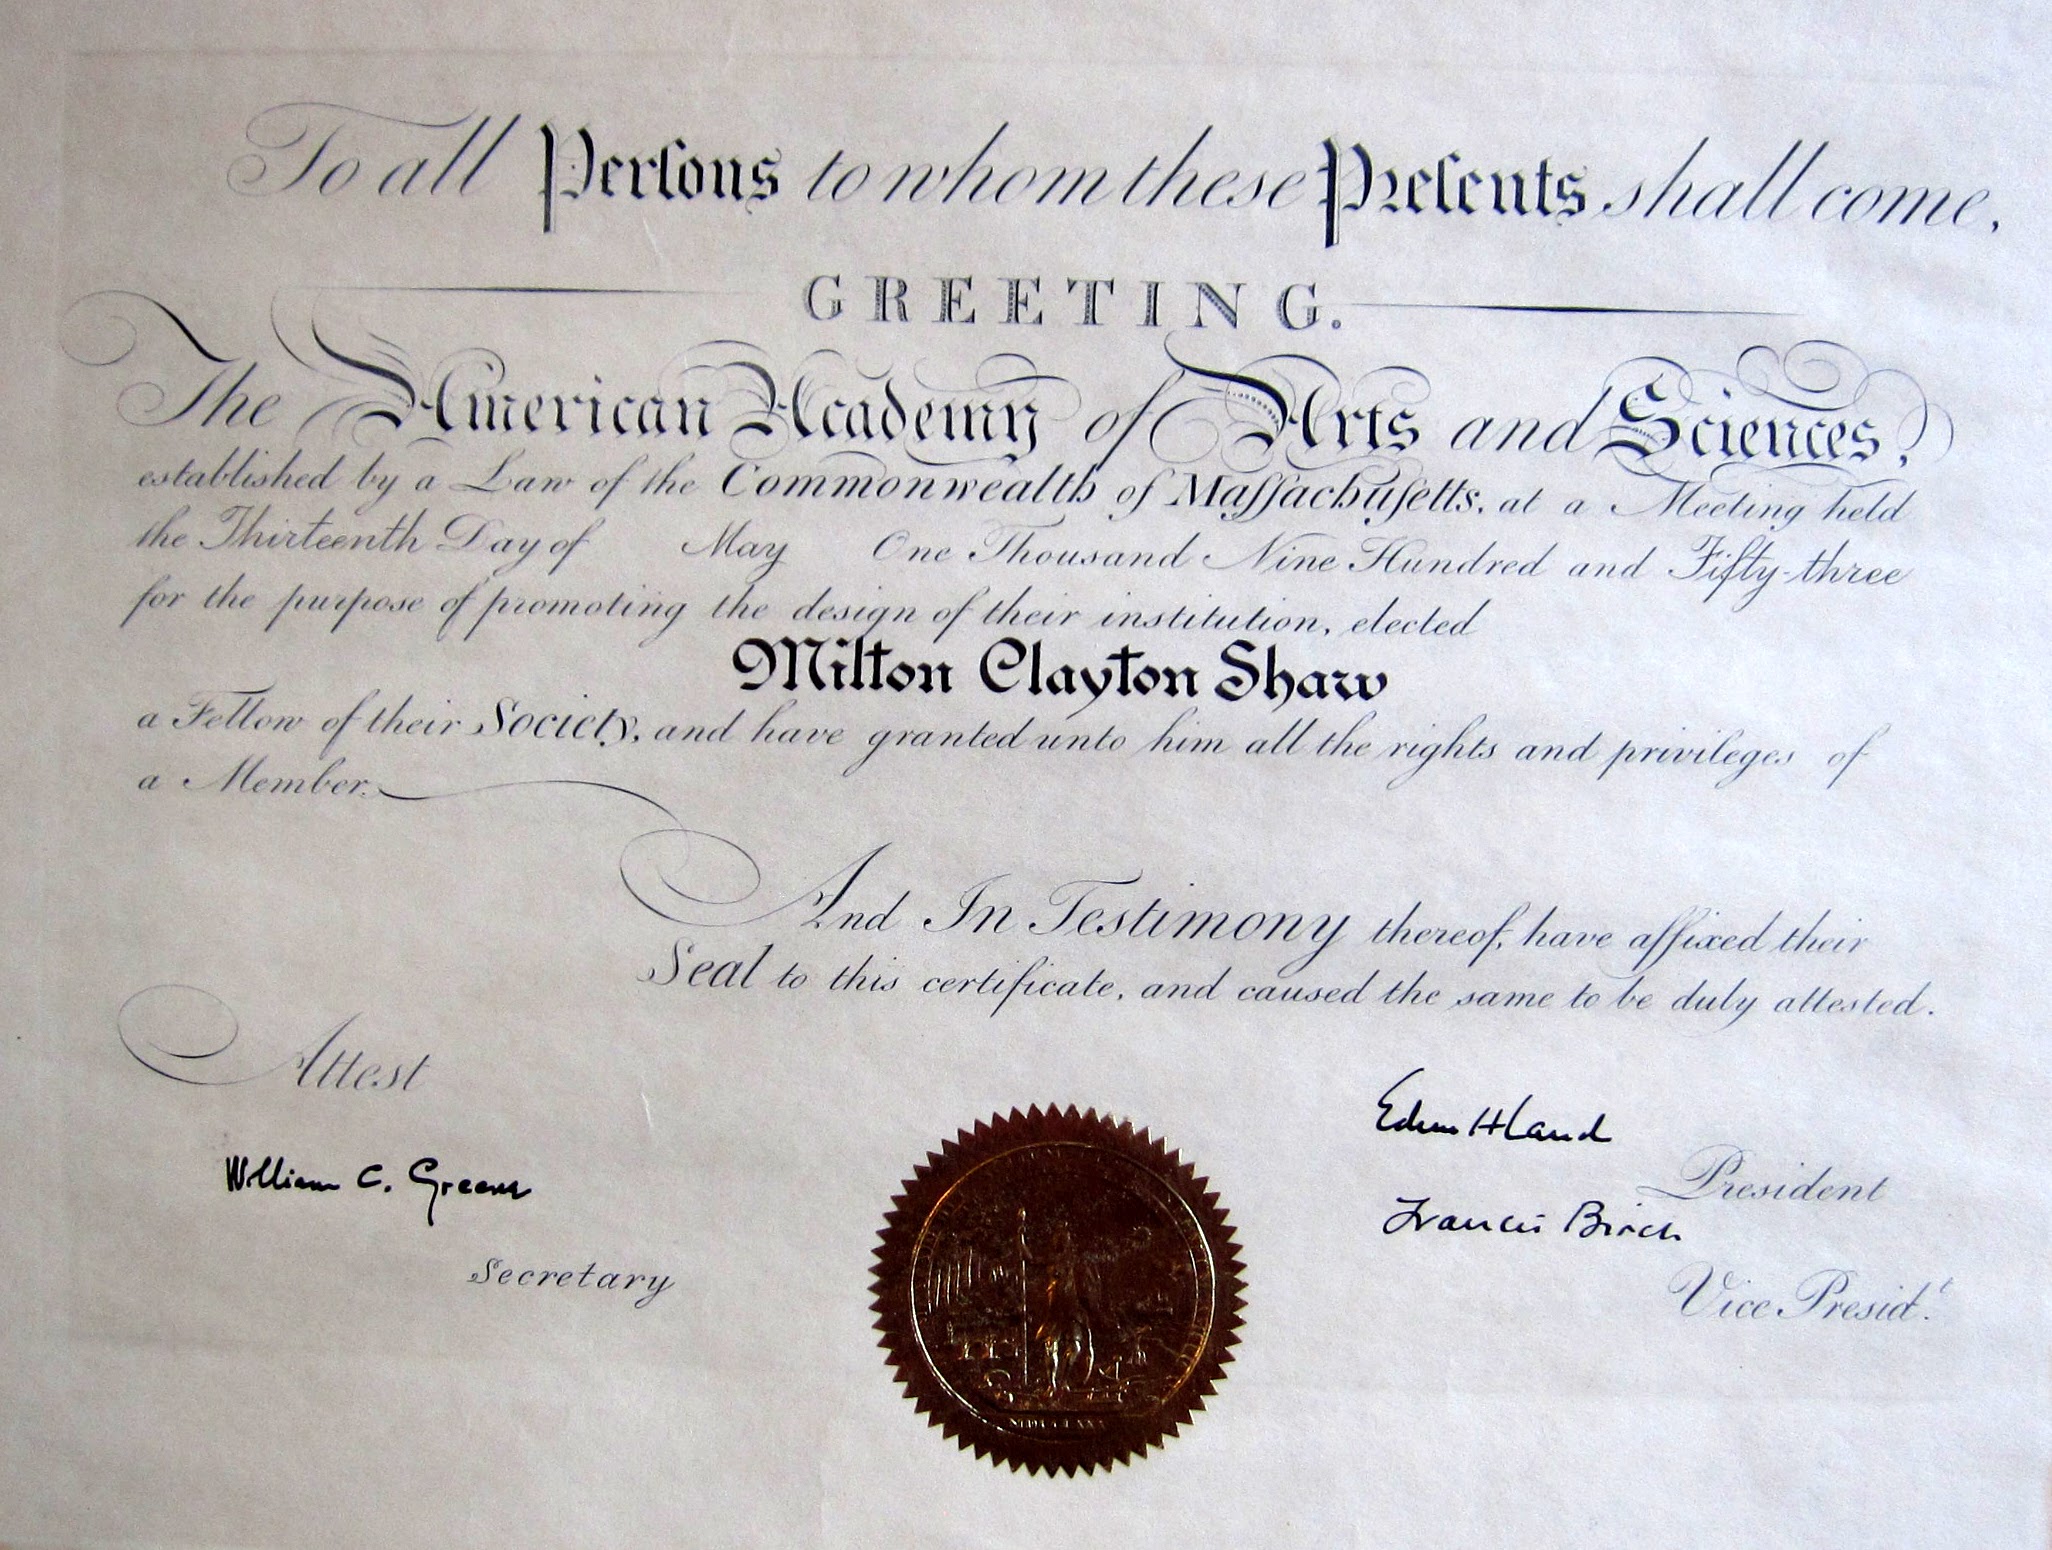 To all Perſons to whom these Preſents shall come,
GREETING.
The American Academy of Arts and Sciences,
established by a Law of the Commonwealth of Maſſachuſetts, at a Meeting held
the Thirteenth Day of May One Thousand Nine Hundred and Fifty-three
for the purpose of promoting the design of their institution, elected
Milton Clayton Shaw
a Fellow of their Society, and have granted unto him all the rights and privileges of
a Member.
And In Testimony thereof, have affixed their
Seal to this certificate, and caused the same to be duly attested.
Attest
Edwin H Land
President
William C. Greene
Francis Birch
Secretary
Vice Presid.t
MDCCLXXX